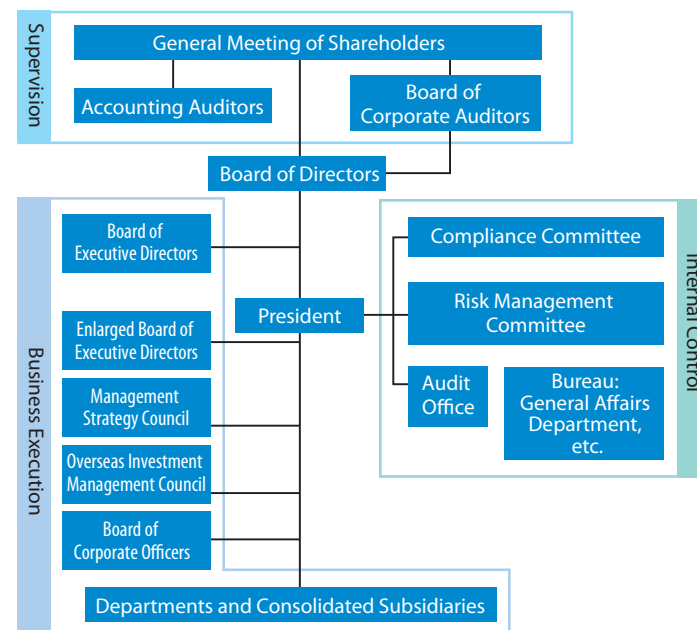 Supervision
General Meeting of Shareholders
Accounting Auditors
Board of
Corporate Auditors
Board of Directors
Business Execution
Board of
Executive Directors
Enlarged Board of
Executive Directors
Management
Strategy Council
Overseas Investment
Management Council
Board of
Corporate Officers
President
Internal Control
Compliance Committee
Risk Management
Committee
Audit
Office
Bureau:
General Affairs
Department,
etc.
Departments and Consolidated Subsidiaries